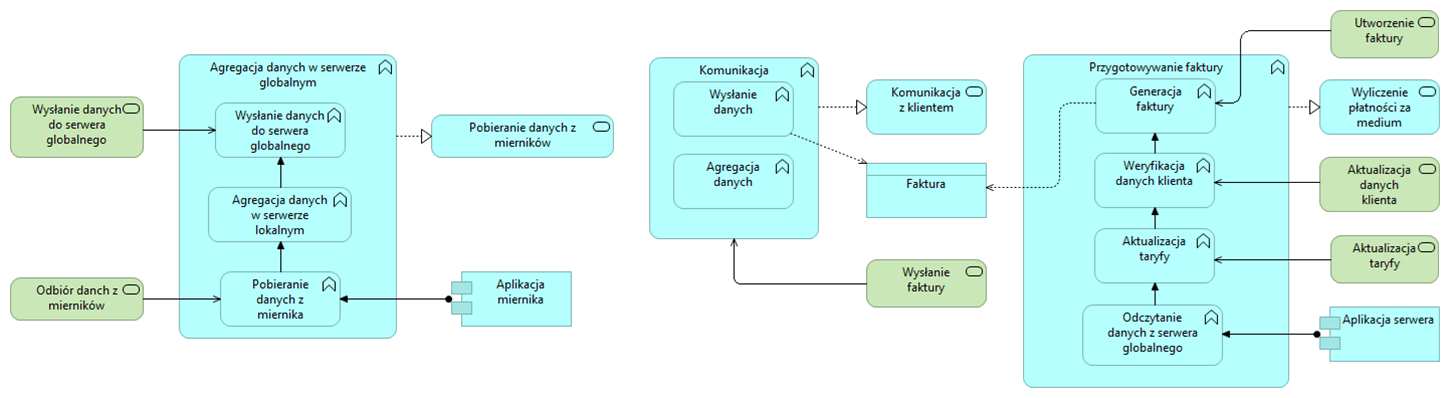 Agregacja danych w serwerze
globalnym
Wysłanie danych
do serwera
globalnego
Wysłanie danych
do serwera
globalnego
Pobieranie danych z
mierników
Agregacja danych
w serwerze
lokalnym
Odbiór danch z
mierników
Pobieranie
danych z
miernika
Aplikacja
miernika
Komunikacja
Wysłanie
danych
Agregacja
danych
Komunikacja
z klientem
Faktura
Wysłanie
faktury
Przygotowywanie faktury
Generacja
faktury
Weryfikacja
danych klienta
Aktualizacja
taryfy
Odczytanie
danych z serwera
globalnego
Utworzenie
faktury
Wyliczenie
płatności za
medium
Aktualizacja
danych
klienta
Aktualizacja
taryfy
Aplikacja serwera